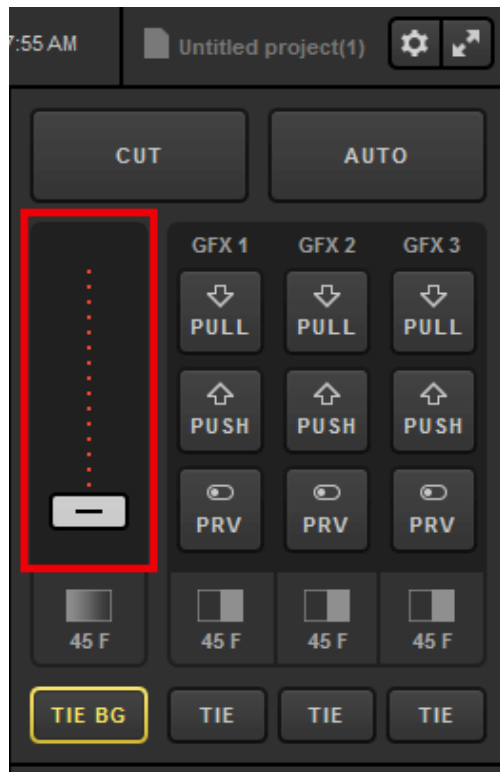 7:55 AM Untitled project(1)
CUT AUTO
GFX 1 GFX 2 GFX 3
PULL PULL PULL
PUSH PUSH PUSH
PRV PRV PRV
45 F 45 F 45 F 45 F
TIE BG TIE TIE TIE